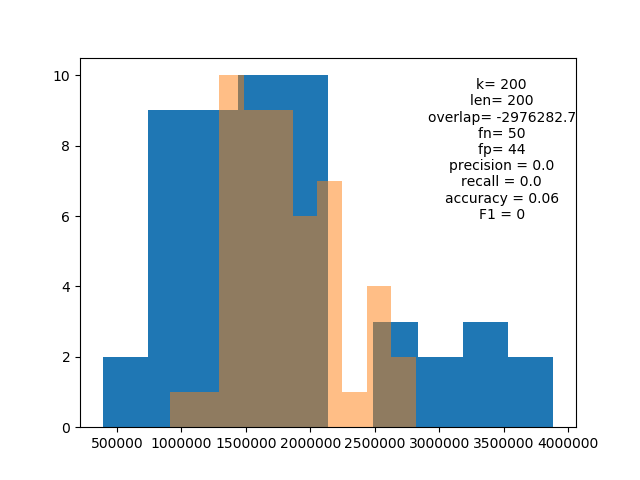 k= 200
len= 200
overlap= -2976282.7
fn= 50
fp= 44
precision = 0.0
recall = 0.0
accuracy = 0.06
F1 = 0
10
8
6
4
2
0
500000 1000000 1500000 2000000 2500000 3000000 3500000 4000000